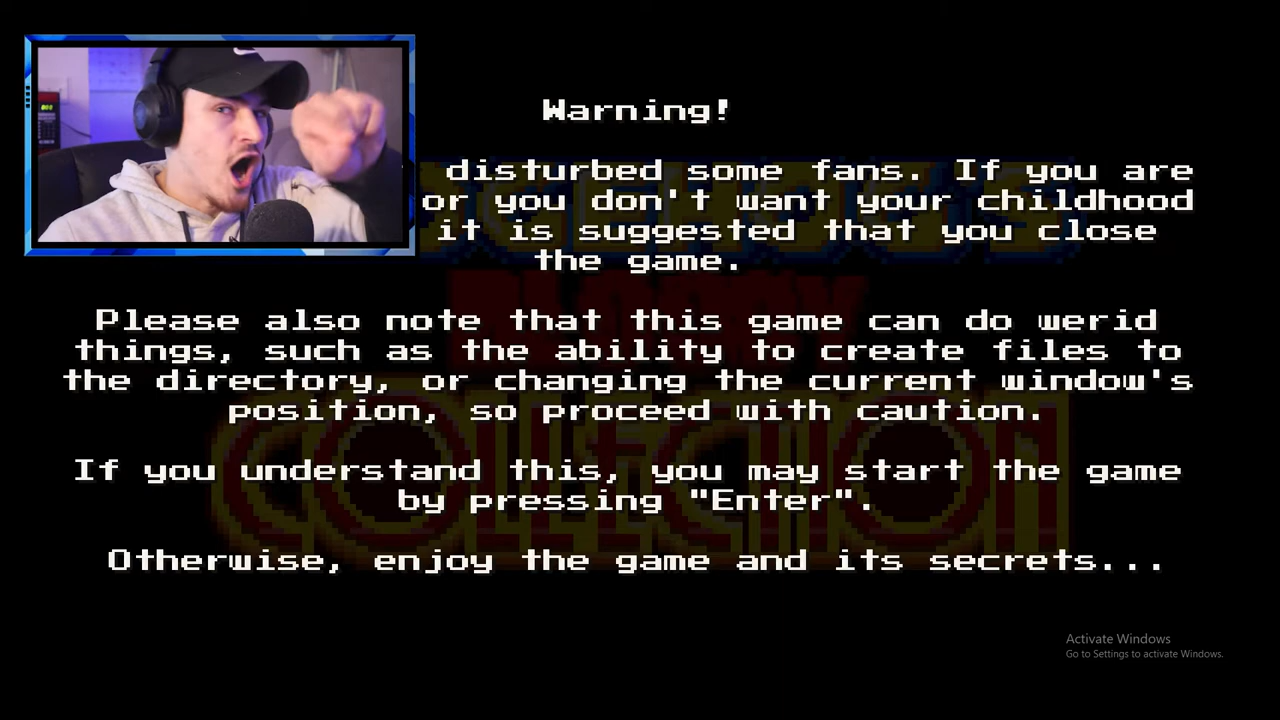 Warning!
disturbed some fans. If you are
or you don't want your childhood
it is suggested that you close
the game.
Please also note that this game can do werid
things, such as the ability to create files to
the directory, or changing the current window's
position, so proceed with caution.
If you understand this, you may start the game
by pressing "Enter".
Otherwise, enjoy the game and its secrets...
COLLECTION
Activate Windows
Go to Settings to activate Windows.